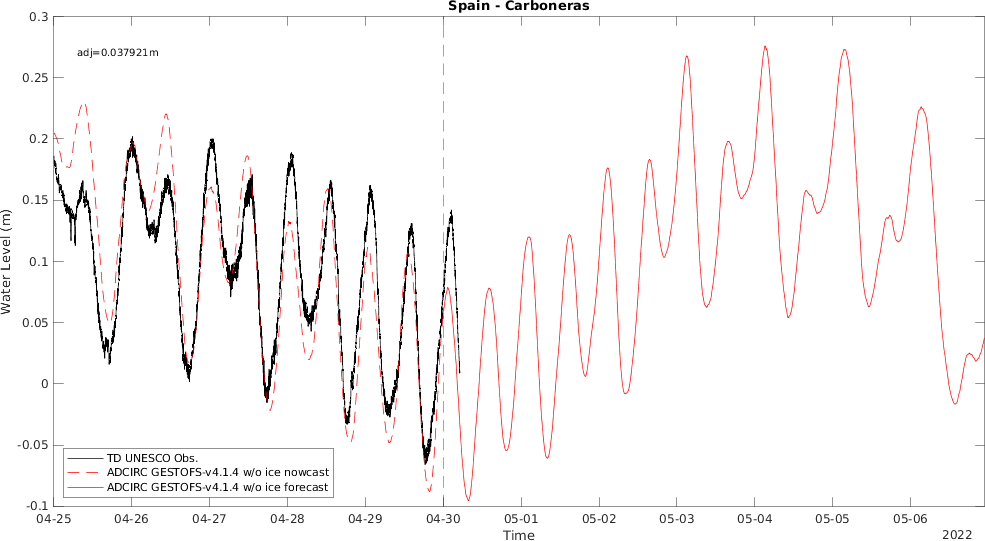 Spain - Carboneras
adj=0.037921m
0.3
0.25
0.2
0.15
0.1
0.05
0
-0.05
-0.1
Water Level (m)
TD UNESCO Obs.
ADCIRC GESTOFS-v4.1.4 w/o ice nowcast
ADCIRC GESTOFS-v4.1.4 w/o ice forecast
04-25 04-26 04-27 04-28 04-29 04-30 05-01 05-02 05-03 05-04 05-05 05-06
Time
2022